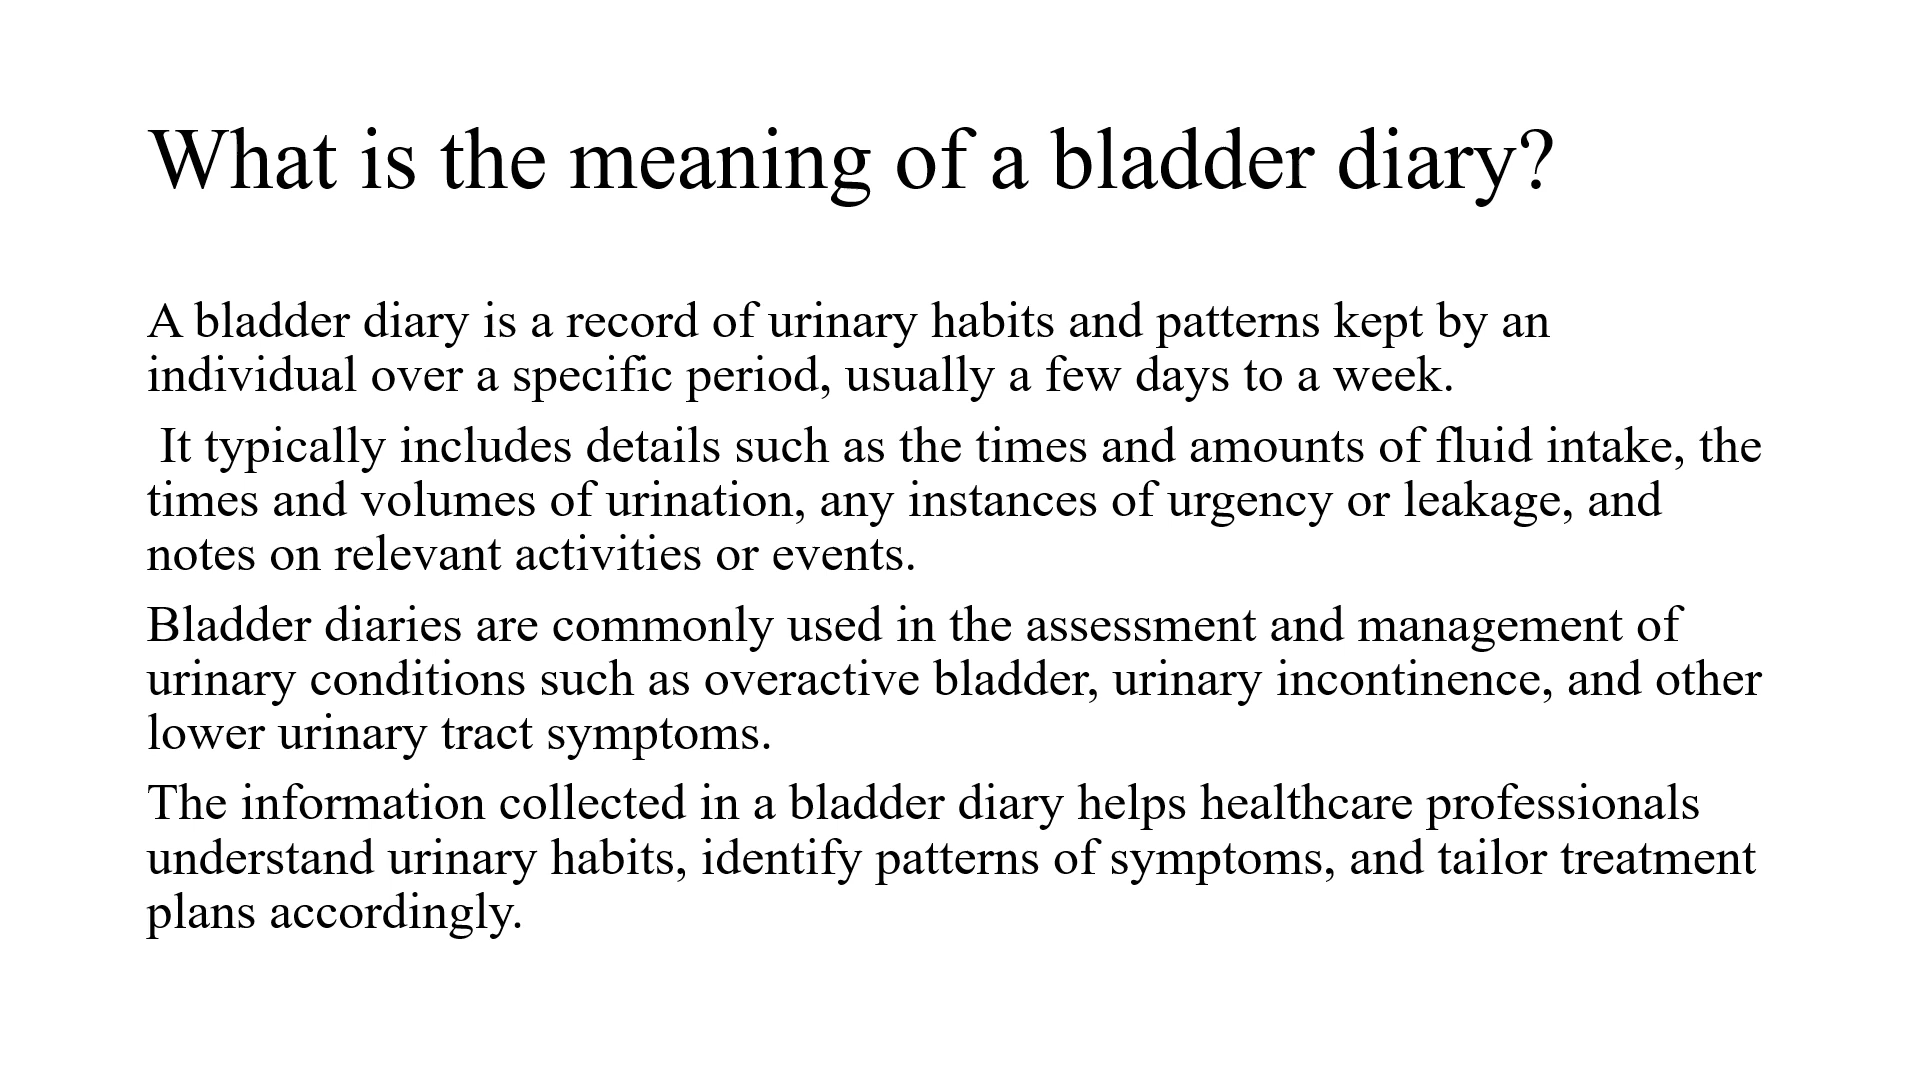 What is the meaning of a bladder diary?
A bladder diary is a record of urinary habits and patterns kept by an
individual over a specific period, usually a few days to a week.
It typically includes details such as the times and amounts of fluid intake, the
times and volumes of urination, any instances of urgency or leakage, and
notes on relevant activities or events.
Bladder diaries are commonly used in the assessment and management of
urinary conditions such as overactive bladder, urinary incontinence, and other
lower urinary tract symptoms.
The information collected in a bladder diary helps healthcare professionals
understand urinary habits, identify patterns of symptoms, and tailor treatment
plans accordingly.